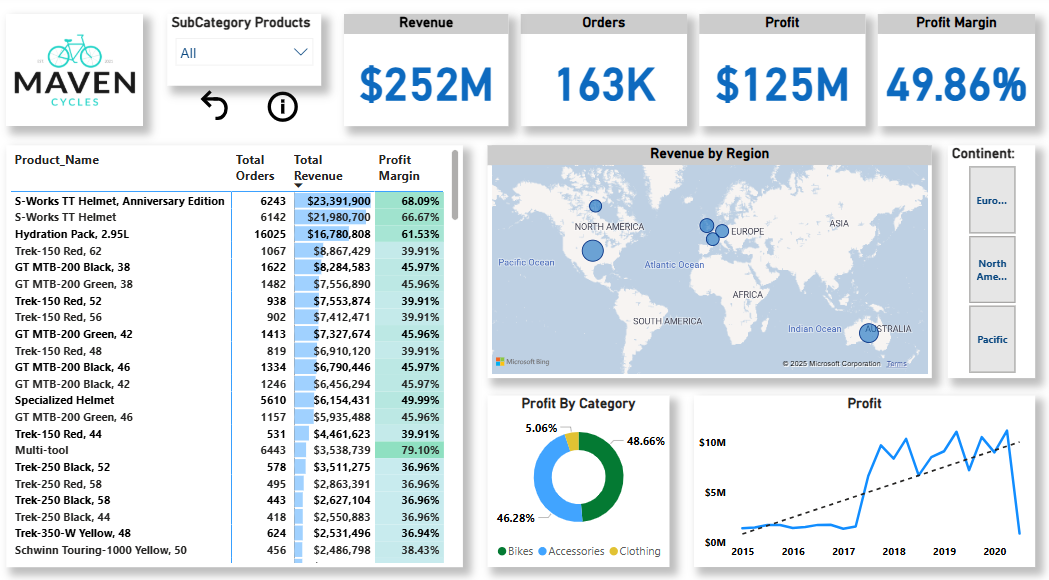 MAVEN
CYCLES
SubCategory Products
All
Revenue
$252M
Orders
163K
Profit
$125M
Profit Margin
49.86%
Product_Name Total Orders Total Revenue Profit Margin
S-Works TT Helmet, Anniversary Edition 6243 $23,391,900 68.09%
S-Works TT Helmet 6142 $21,980,700 66.67%
Hydration Pack, 2.95L 16025 $16,780,808 61.53%
Trek-150 Red, 62 1067 $8,867,429 39.91%
GT MTB-200 Black, 38 1622 $8,284,583 45.97%
GT MTB-200 Green, 38 1482 $7,556,890 45.96%
Trek-150 Red, 52 938 $7,553,874 39.91%
Trek-150 Red, 56 902 $7,412,471 39.91%
GT MTB-200 Green, 42 1413 $7,327,674 45.96%
Trek-150 Red, 48 819 $6,910,120 39.91%
GT MTB-200 Black, 46 1334 $6,790,446 45.97%
GT MTB-200 Black, 42 1246 $6,456,294 45.97%
Specialized Helmet 5610 $6,154,431 49.99%
GT MTB-200 Green, 46 1157 $5,935,488 45.96%
Trek-150 Red, 44 531 $4,461,623 39.91%
Multi-tool 6443 $3,538,739 79.10%
Trek-250 Black, 52 578 $3,511,275 36.96%
Trek-250 Red, 58 495 $2,863,391 36.96%
Trek-250 Black, 58 443 $2,627,104 36.96%
Trek-250 Black, 44 418 $2,550,883 36.96%
Trek-350-W Yellow, 48 624 $2,531,496 36.94%
Schwinn Touring-1000 Yellow, 50 456 $2,486,798 38.43%
Revenue by Region
NORTH AMERICA
EUROPE
ASIA
Pacific Ocean
Atlantic Ocean
AFRICA
SOUTH AMERICA
Indian Ocean
AUSTRALIA
Microsoft Bing
© 2025 Microsoft Corporation Terms
Continent:
Euro...
North
Ame...
Pacific
Profit By Category
5.06%
48.66%
46.28%
Bikes Accessories Clothing
Profit
$10M
$5M
$0M
2015 2016 2017 2018 2019 2020